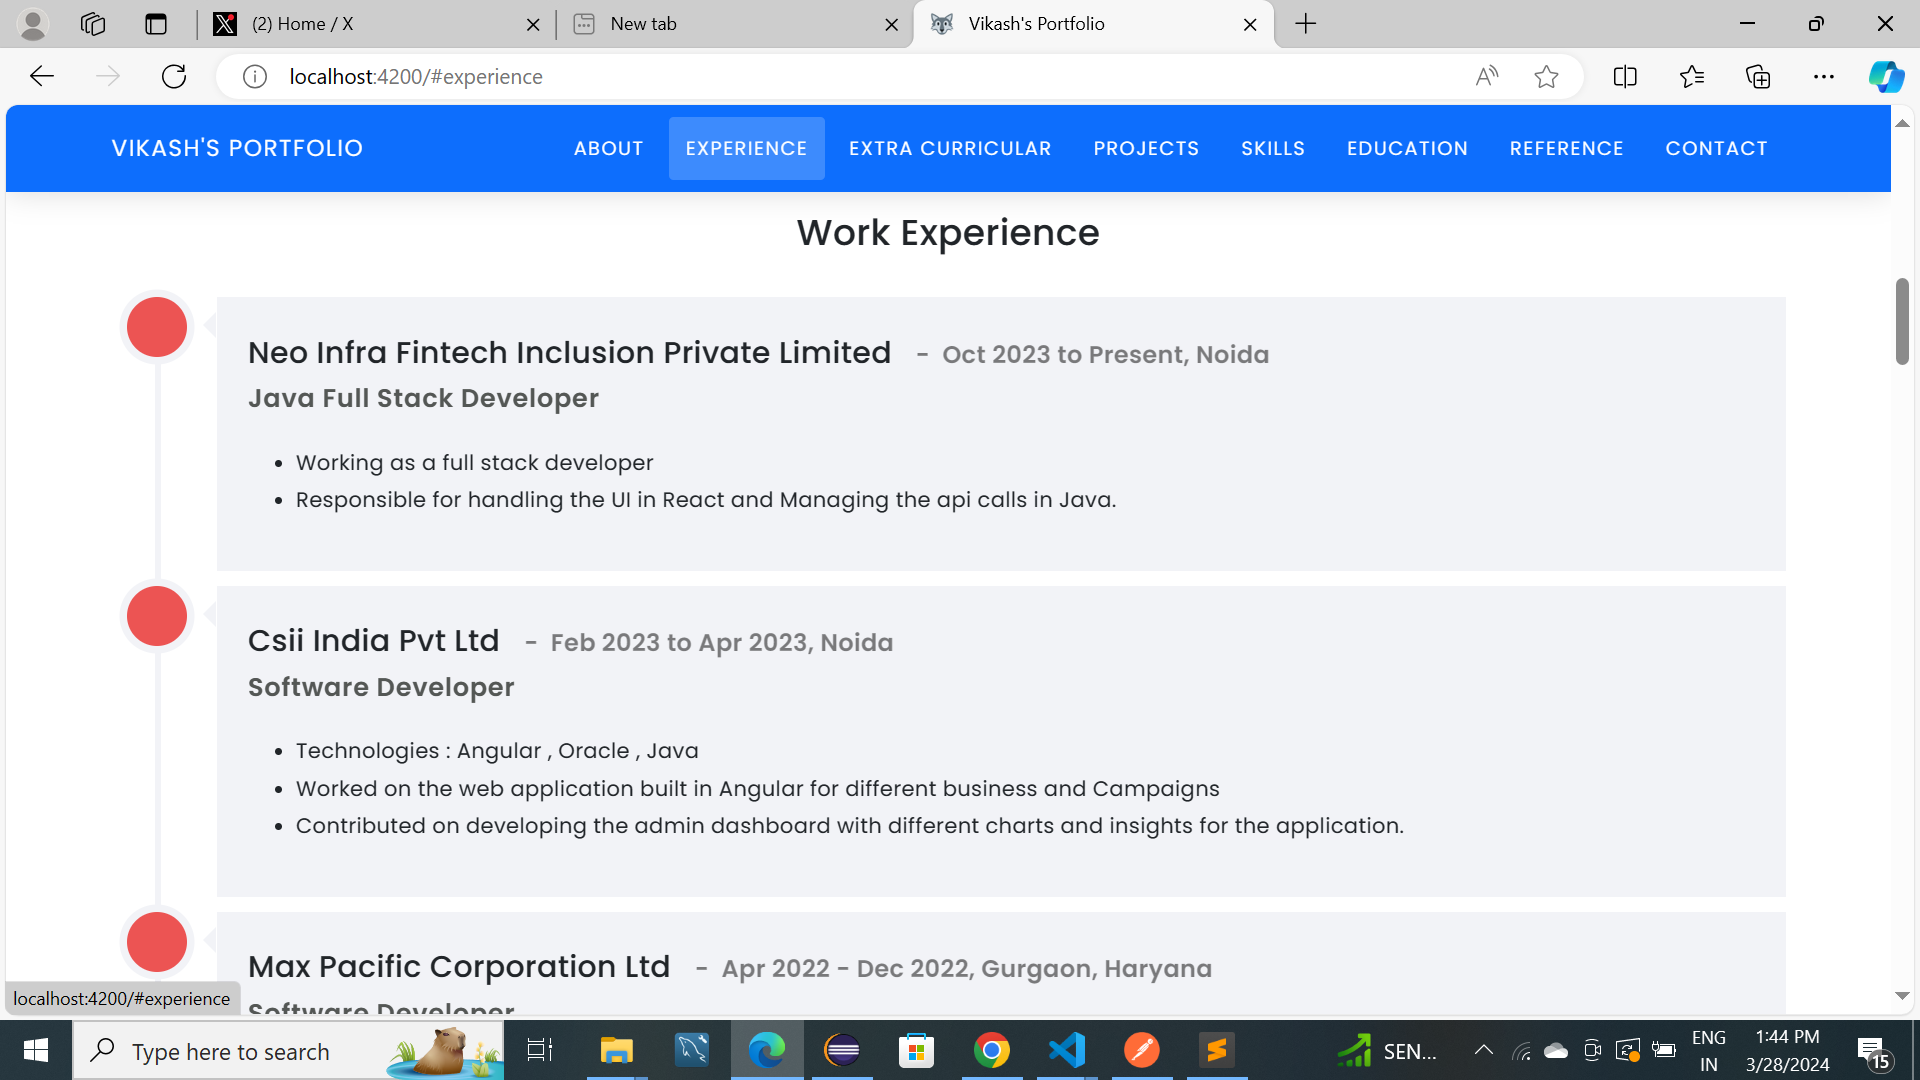 (2) Home / X
New tab
Vikash's Portfolio
localhost:4200/#experience
VIKASH'S PORTFOLIO
ABOUT
EXPERIENCE
EXTRA CURRICULAR
PROJECTS
SKILLS
EDUCATION
REFERENCE
CONTACT
Work Experience
Neo Infra Fintech Inclusion Private Limited - Oct 2023 to Present, Noida
Java Full Stack Developer
• Working as a full stack developer
• Responsible for handling the UI in React and Managing the api calls in Java.
Csii India Pvt Ltd - Feb 2023 to Apr 2023, Noida
Software Developer
• Technologies : Angular , Oracle , Java
• Worked on the web application built in Angular for different business and Campaigns
• Contributed on developing the admin dashboard with different charts and insights for the application.
Max Pacific Corporation Ltd - Apr 2022 - Dec 2022, Gurgaon, Haryana
Software Developer
localhost:4200/#experience
Type here to search
SEN...
ENG
IN
1:44 PM
3/28/2024
15